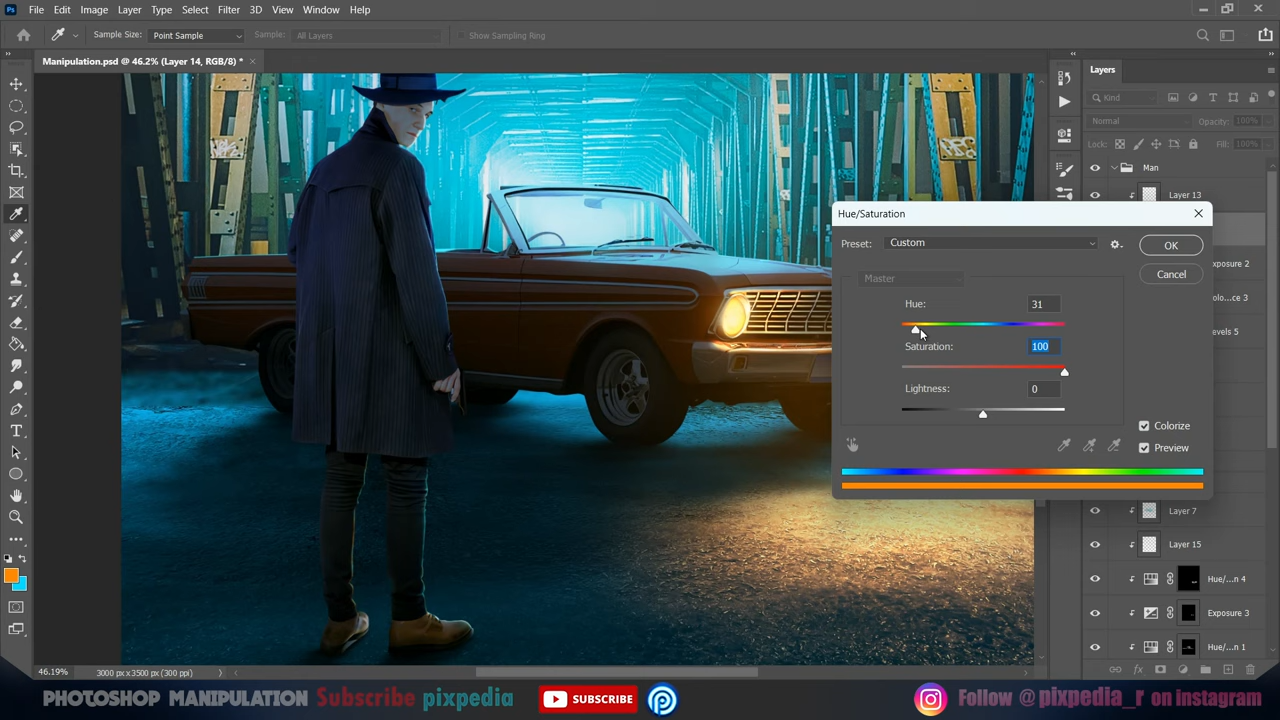 Ps File Edit Image Layer Type Select Filter 3D View Window Help
Sample Size: Point Sample Sample: All Layers Show Sampling Ring
Manipulation.psd @ 46.2% (Layer 14, RGB/8) *
Layers
Kind
Normal Opacity: 100%
Lock: Fill: 100%
Man
Layer 13
Hue/Saturation
Preset: Custom OK
Master Cancel
Hue: 31
Saturation: 100
Lightness: 0
Colorize
Preview
xposure 2
olo... 3
evels 5
Layer 7
Layer 15
Hue/...n 4
Exposure 3
Hue/...n 1
46.19% 3000 px x 3500 px (300 ppi)
PHOTOSHOP MANIPULATION Subscribe pixpedia SUBSCRIBE Follow @pixpedia_r on instagram